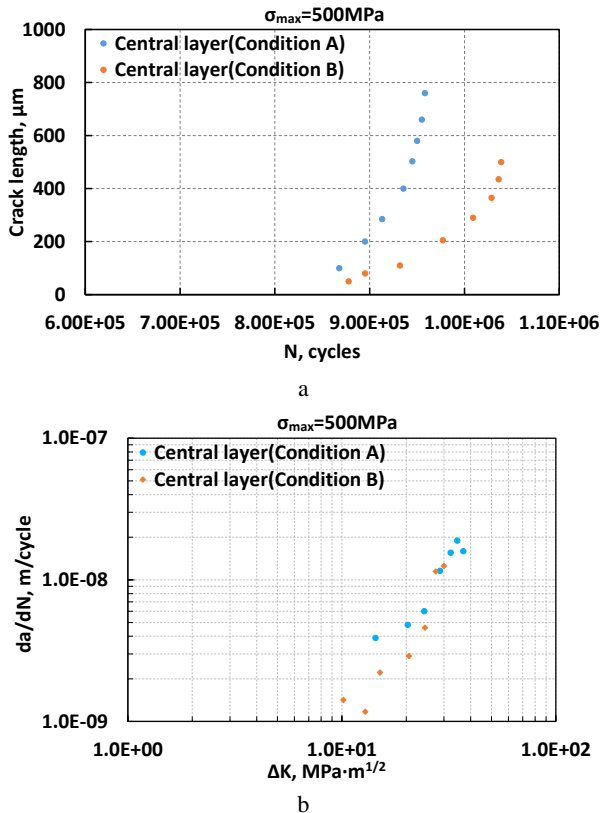 σmax=500MPa
1000
Central layer(Condition A)
Central layer(Condition B)
800
600
400
200
0
Crack length, μm
6.00E+05 7.00E+05 8.00E+05 9.00E+05 1.00E+06 1.10E+06
N, cycles
a
σmax=500MPa
1.0E-07
Central layer(Condition A)
Central layer(Condition B)
1.0E-08
1.0E-09
da/dN, m/cycle
1.0E+00 1.0E+01 1.0E+02
ΔK, MPa·m^1/2
b